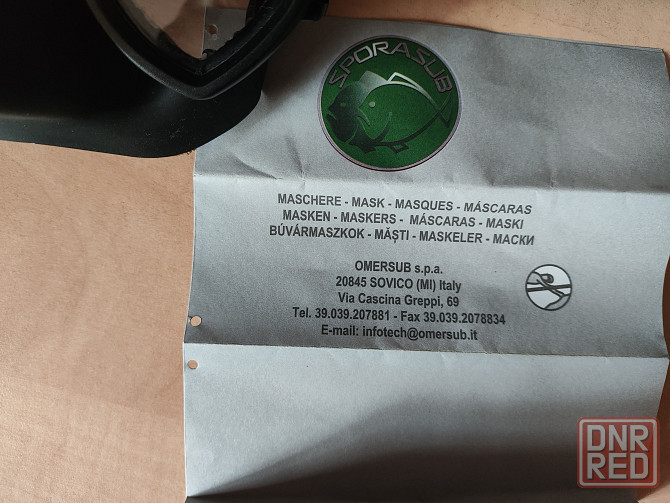 SPORASUB
MASCHERE - MASK - MASQUES - MÁSCARAS
MASKEN - MASKERS - MÁSCARAS - MASKI
BÚVÁRMASZKOK - MĂŞTI - MASKELER - МАСКИ
OMERSUB s.p.a.
20845 SOVICO (MI) Italy
Via Cascina Greppi, 69
Tel. 39.039.207881 - Fax 39.039.2078834
E-mail: infotech@omersub.it
DNR
RED